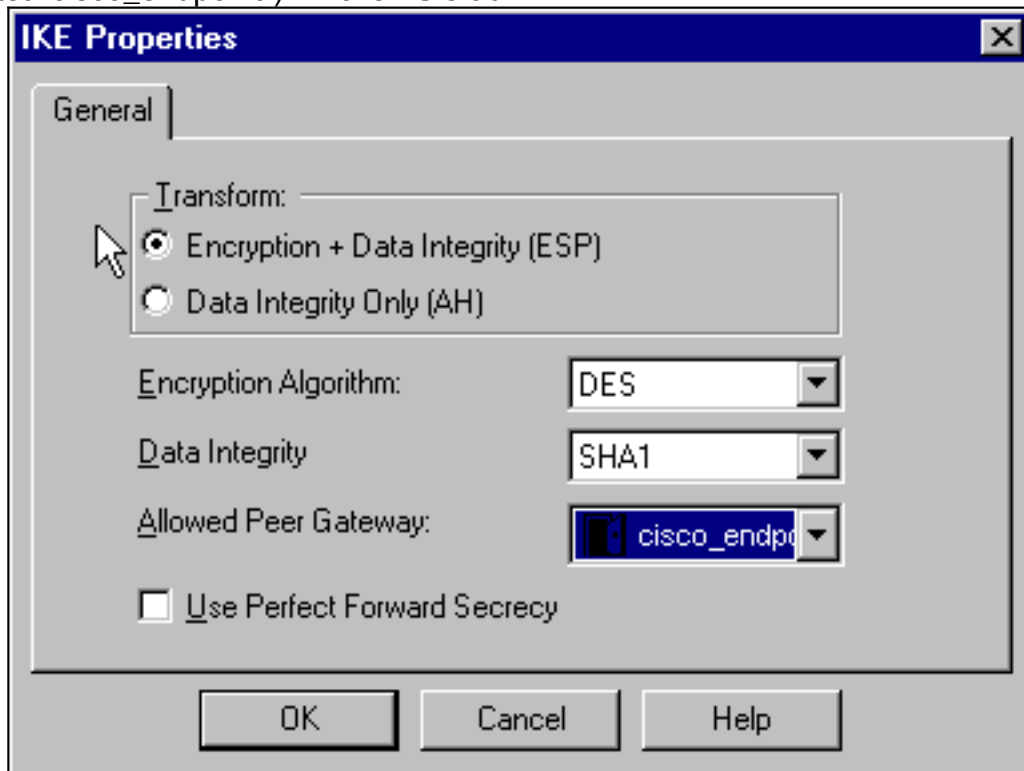 IKE Properties
General
Transform:
Encryption + Data Integrity (ESP)
Data Integrity Only (AH)
Encryption Algorithm: DES
Data Integrity SHA1
Allowed Peer Gateway: cisco_endpo
Use Perfect Forward Secrecy
OK Cancel Help